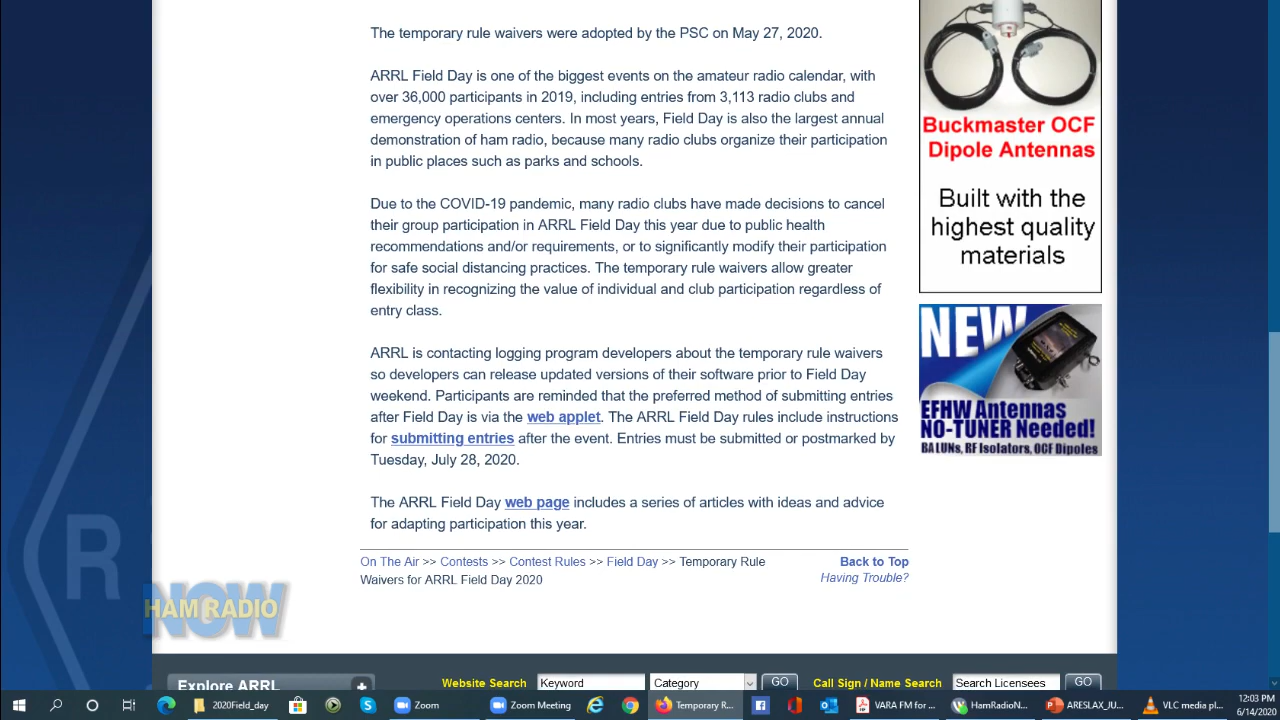 The temporary rule waivers were adopted by the PSC on May 27, 2020.
ARRL Field Day is one of the biggest events on the amateur radio calendar, with
over 36,000 participants in 2019, including entries from 3,113 radio clubs and
emergency operations centers. In most years, Field Day is also the largest annual
demonstration of ham radio, because many radio clubs organize their participation
in public places such as parks and schools.
Due to the COVID-19 pandemic, many radio clubs have made decisions to cancel
their group participation in ARRL Field Day this year due to public health
recommendations and/or requirements, or to significantly modify their participation
for safe social distancing practices. The temporary rule waivers allow greater
flexibility in recognizing the value of individual and club participation regardless of
entry class.
ARRL is contacting logging program developers about the temporary rule waivers
so developers can release updated versions of their software prior to Field Day
weekend. Participants are reminded that the preferred method of submitting entries
after Field Day is via the web applet. The ARRL Field Day rules include instructions
for submitting entries after the event. Entries must be submitted or postmarked by
Tuesday, July 28, 2020.
The ARRL Field Day web page includes a series of articles with ideas and advice
for adapting participation this year.
On The Air >> Contests >> Contest Rules >> Field Day >> Temporary Rule
Waivers for ARRL Field Day 2020
Back to Top
Having Trouble?
Buckmaster OCF
Dipole Antennas
Built with the
highest quality
materials
NEW
EFHW Antennas
NO-TUNER Needed!
BALUNs, RF Isolators, OCF Dipoles
R
HAM RADIO
NOW
Explore ARRL
Website Search Keyword Category GO Call Sign / Name Search Search Licensees GO
2020Field_day Zoom Zoom Meeting Temporary R... VARA FM for ... HamRadioN... ARESLAX_JU... VLC media pl...
12:03 PM
6/14/2020